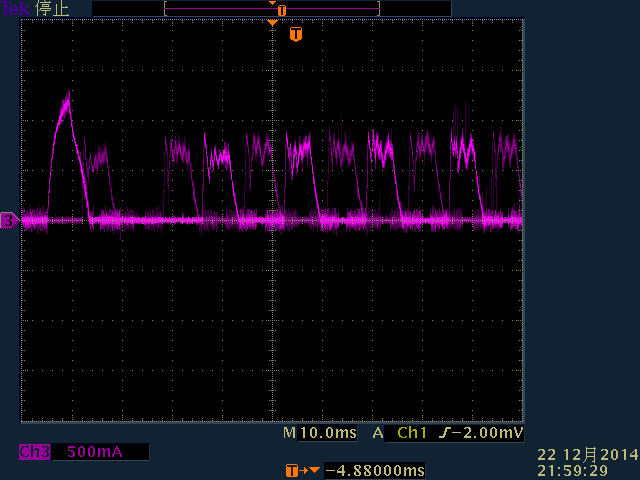 Tek 停止
T
T
3
M 10.0ms A Ch1 ∫ -2.00mV
Ch3 500mA
T→▼ -4.88000ms
22 12月 2014
21:59:29